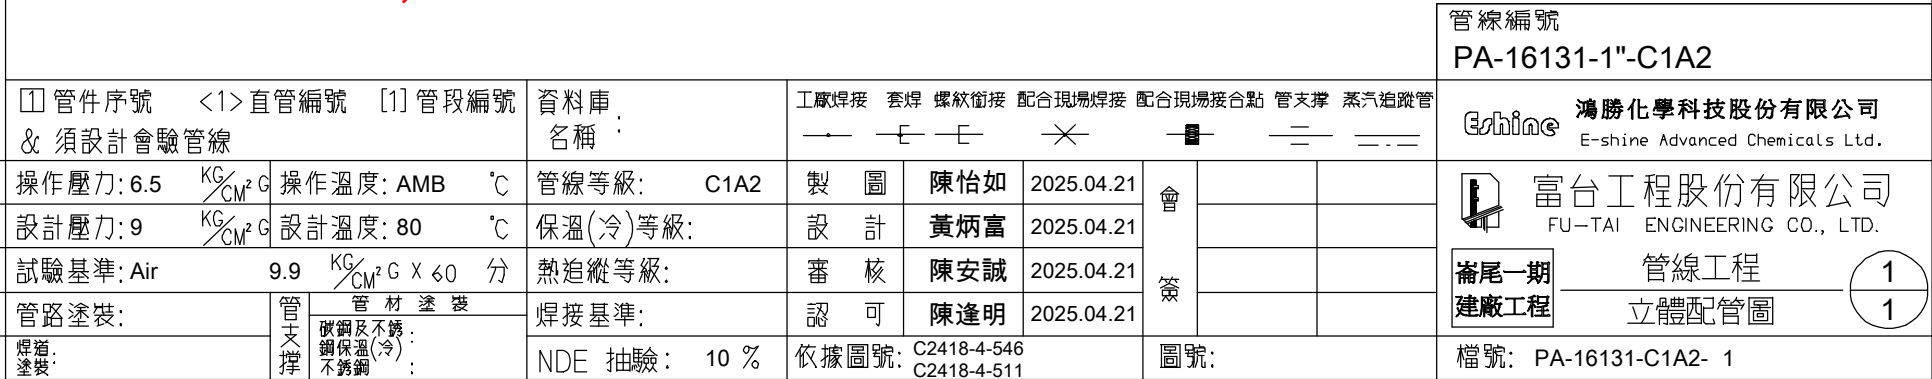 管線編號
PA-16131-1"-C1A2
1 管件序號 <1>直管編號 [1]管段編號
& 須設計會驗管線
資料庫名稱:
工廠焊接 套焊 螺紋銜接 配合現場焊接 配合現場接合點 管支撐 蒸汽追蹤管
Eshine 鴻勝化學科技股份有限公司
E-shine Advanced Chemicals Ltd.
操作壓力: 6.5 KG/CM² G 操作溫度: AMB °C 管線等級: C1A2 製圖 陳怡如 2025.04.21 會簽
設計壓力: 9 KG/CM² G 設計溫度: 80 °C 保溫(冷)等級: 設計 黃炳富 2025.04.21
富台工程股份有限公司
FU-TAI ENGINEERING CO., LTD.
試驗基準: Air 9.9 KG/CM² G X 60 分 熱追縱等級: 審核 陳安誠 2025.04.21
管路塗裝: 管支撐 管材塗裝 焊接基準: 認可 陳逢明 2025.04.21
崙尾一期
建廠工程
管線工程
立體配管圖
1
1
焊道塗裝:
碳鋼及不銹:
鋼保溫(冷)
不銹鋼 :
NDE 抽驗: 10 % 依據圖號: C2418-4-546
C2418-4-511
圖號:
檔號: PA-16131-C1A2- 1